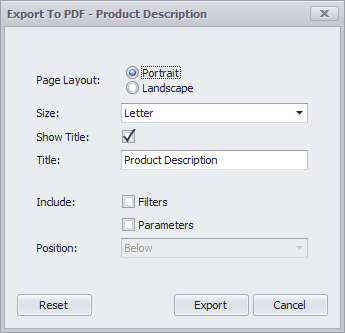 Export To PDF - Product Description
Page Layout: Portrait
Landscape
Size: Letter
Show Title:
Title: Product Description
Include: Filters
Parameters
Position: Below
Reset Export Cancel